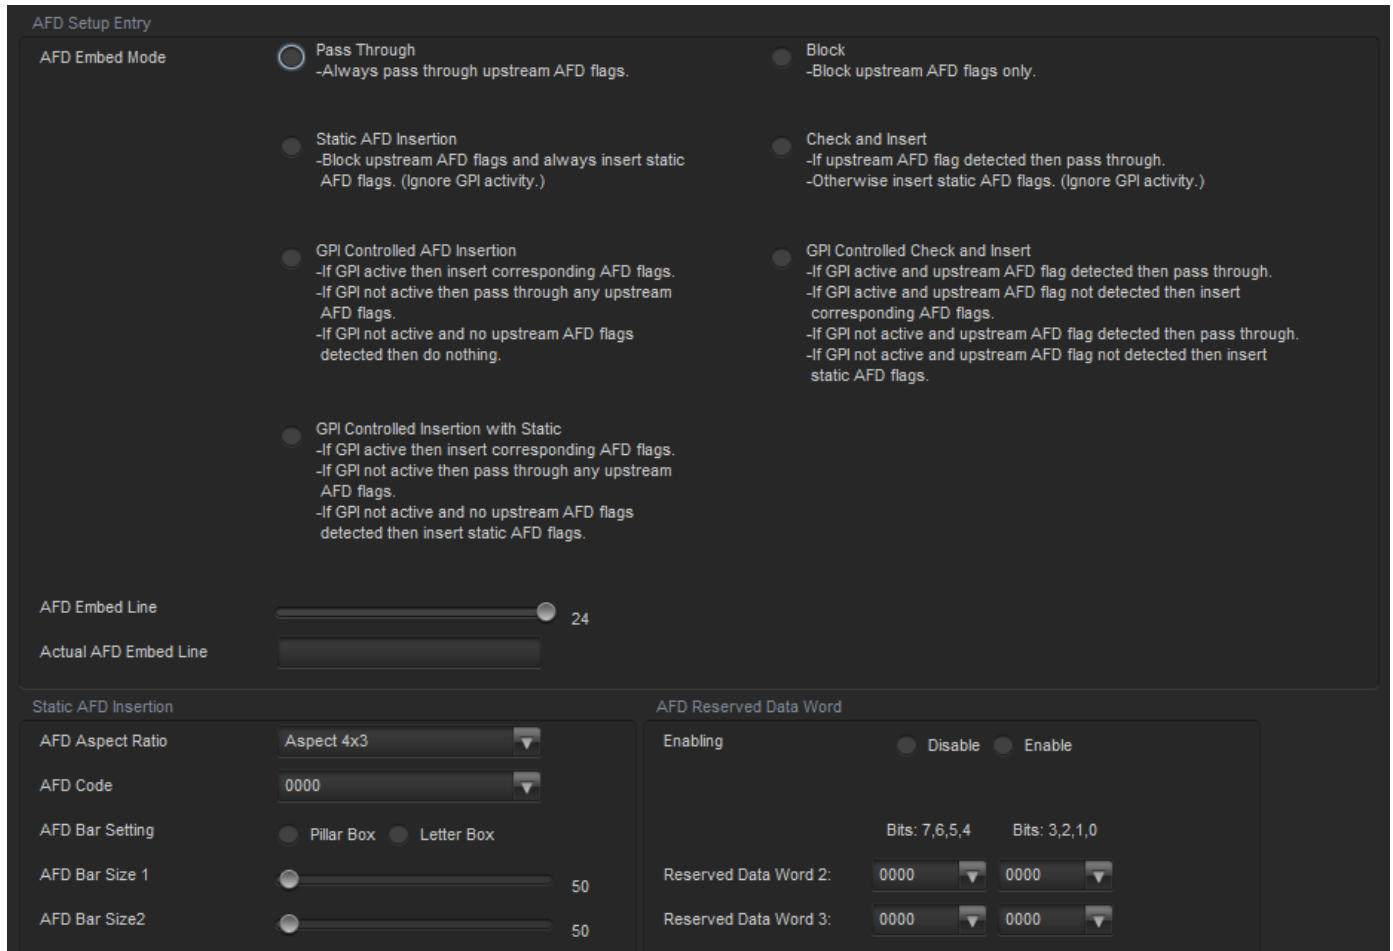 AFD Setup Entry
AFD Embed Mode
Pass Through
-Always pass through upstream AFD flags.
Block
-Block upstream AFD flags only.
Static AFD Insertion
-Block upstream AFD flags and always insert static
AFD flags. (Ignore GPI activity.)
Check and Insert
-If upstream AFD flag detected then pass through.
-Otherwise insert static AFD flags. (Ignore GPI activity.)
GPI Controlled AFD Insertion
-If GPI active then insert corresponding AFD flags.
-If GPI not active then pass through any upstream
AFD flags.
-If GPI not active and no upstream AFD flags
detected then do nothing.
GPI Controlled Check and Insert
-If GPI active and upstream AFD flag detected then pass through.
-If GPI active and upstream AFD flag not detected then insert
corresponding AFD flags.
-If GPI not active and upstream AFD flag detected then pass through.
-If GPI not active and upstream AFD flag not detected then insert
static AFD flags.
GPI Controlled Insertion with Static
-If GPI active then insert corresponding AFD flags.
-If GPI not active then pass through any upstream
AFD flags.
-If GPI not active and no upstream AFD flags
detected then insert static AFD flags.
AFD Embed Line
24
Actual AFD Embed Line
Static AFD Insertion
AFD Aspect Ratio
Aspect 4x3
AFD Code
0000
AFD Bar Setting
Pillar Box
Letter Box
AFD Bar Size 1
50
AFD Bar Size2
50
AFD Reserved Data Word
Enabling
Disable
Enable
Bits: 7,6,5,4
Bits: 3,2,1,0
Reserved Data Word 2:
0000
0000
Reserved Data Word 3:
0000
0000